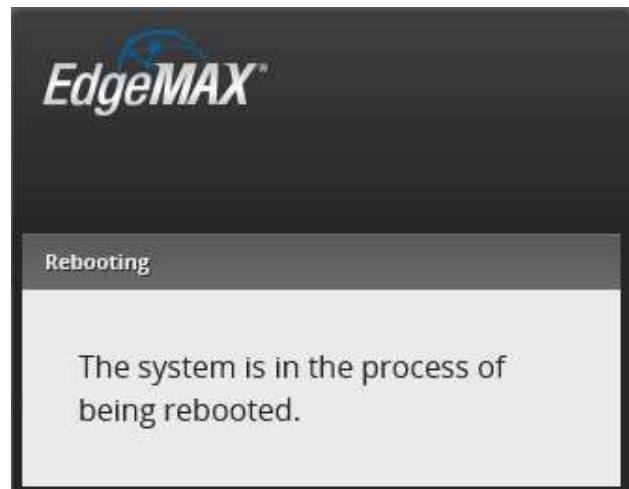 EdgeMAX®
Rebooting
The system is in the process of
being rebooted.